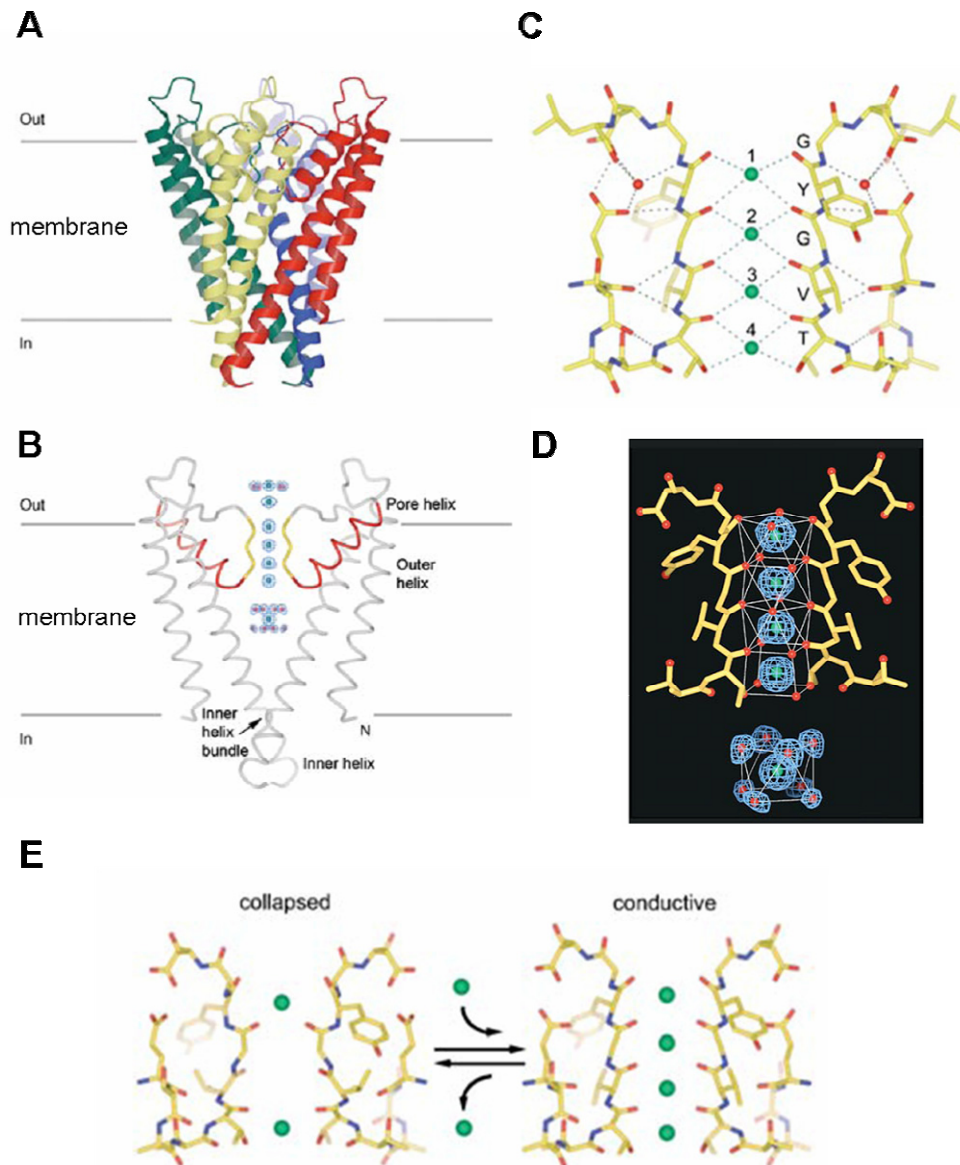 A
Out
membrane
In
C
1
G
Y
2
G
3
V
4
T
B
Out
Pore helix
Outer
helix
membrane
In
Inner
helix
bundle
N
Inner helix
D
E
collapsed
conductive